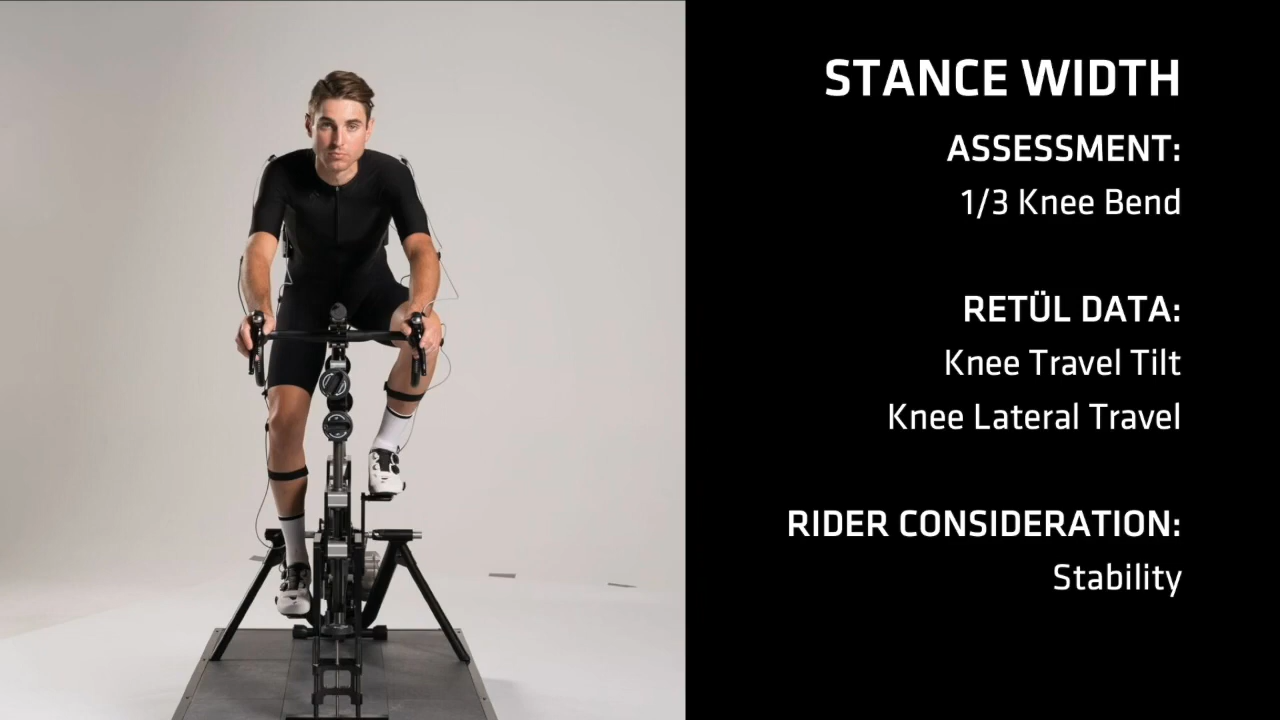 STANCE WIDTH
ASSESSMENT:
1/3 Knee Bend
RETÜL DATA:
Knee Travel Tilt
Knee Lateral Travel
RIDER CONSIDERATION:
Stability